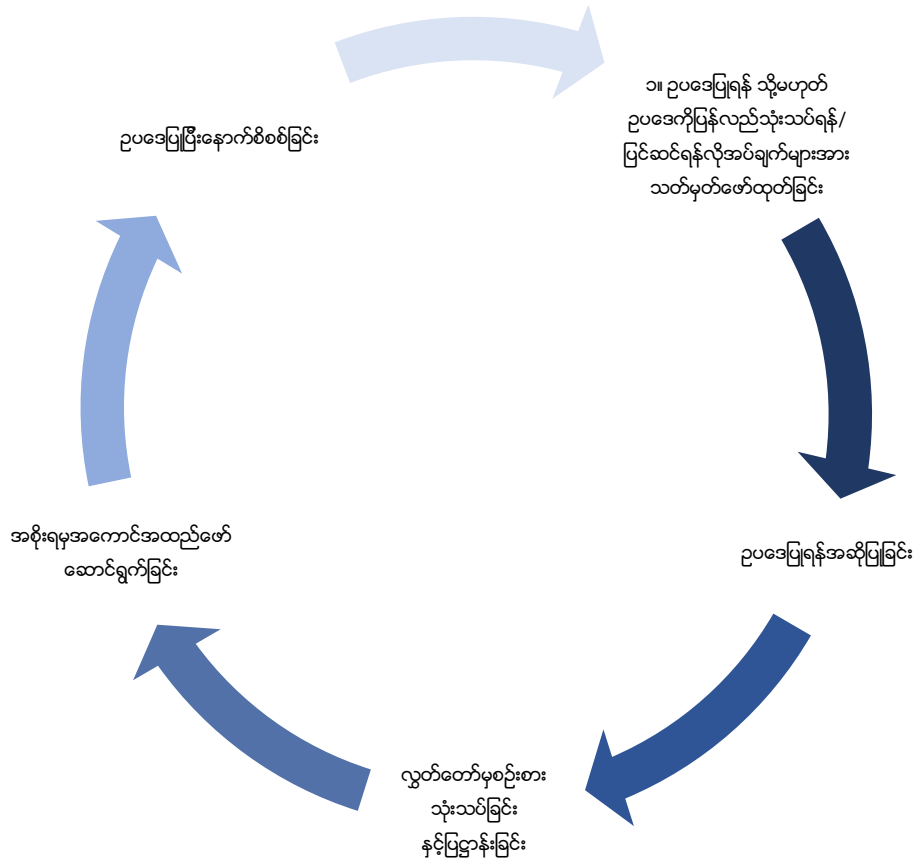 ၁။ ဥပဒေပြုရန် သို့မဟုတ်
ဥပဒေကိုပြန်လည်သုံးသပ်ရန်/
ပြင်ဆင်ရန်လိုအပ်ချက်များအား
သတ်မှတ်ဖော်ထုတ်ခြင်း
ဥပဒေပြုရန်အဆိုပြုခြင်း
လွှတ်တော်မှစဉ်းစား
သုံးသပ်ခြင်း
နှင့်ပြဋ္ဌာန်းခြင်း
အစိုးရမှအကောင်အထည်ဖော်
ဆောင်ရွက်ခြင်း
ဥပဒေပြုပြီးနောက်စိစစ်ခြင်း